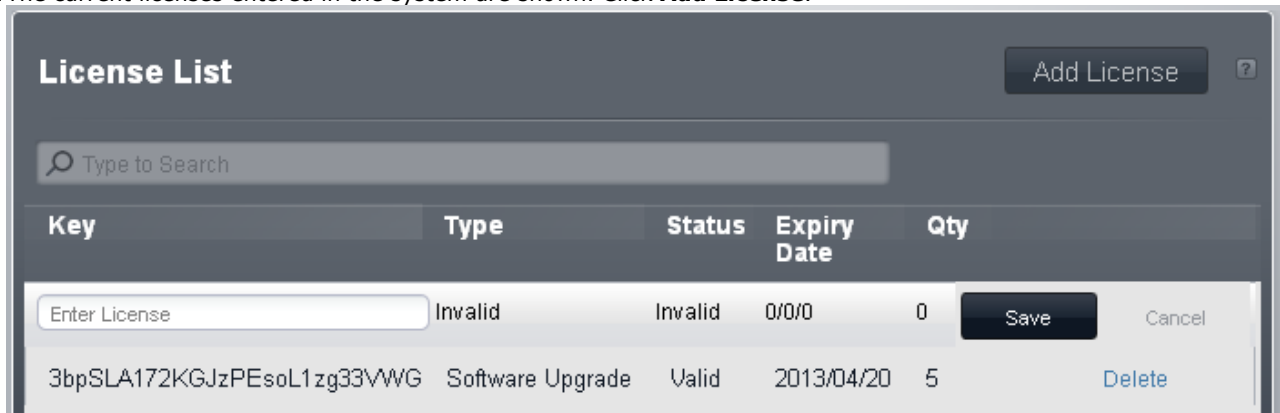 The current licenses entered in the system are shown. Click Add License.
License List
Add License
?
Type to Search
Key Type Status Expiry Date Qty
Enter License Invalid Invalid 0/0/0 0 Save Cancel
3bpSLA172KGJzPEsoL1zg33VWG Software Upgrade Valid 2013/04/20 5 Delete